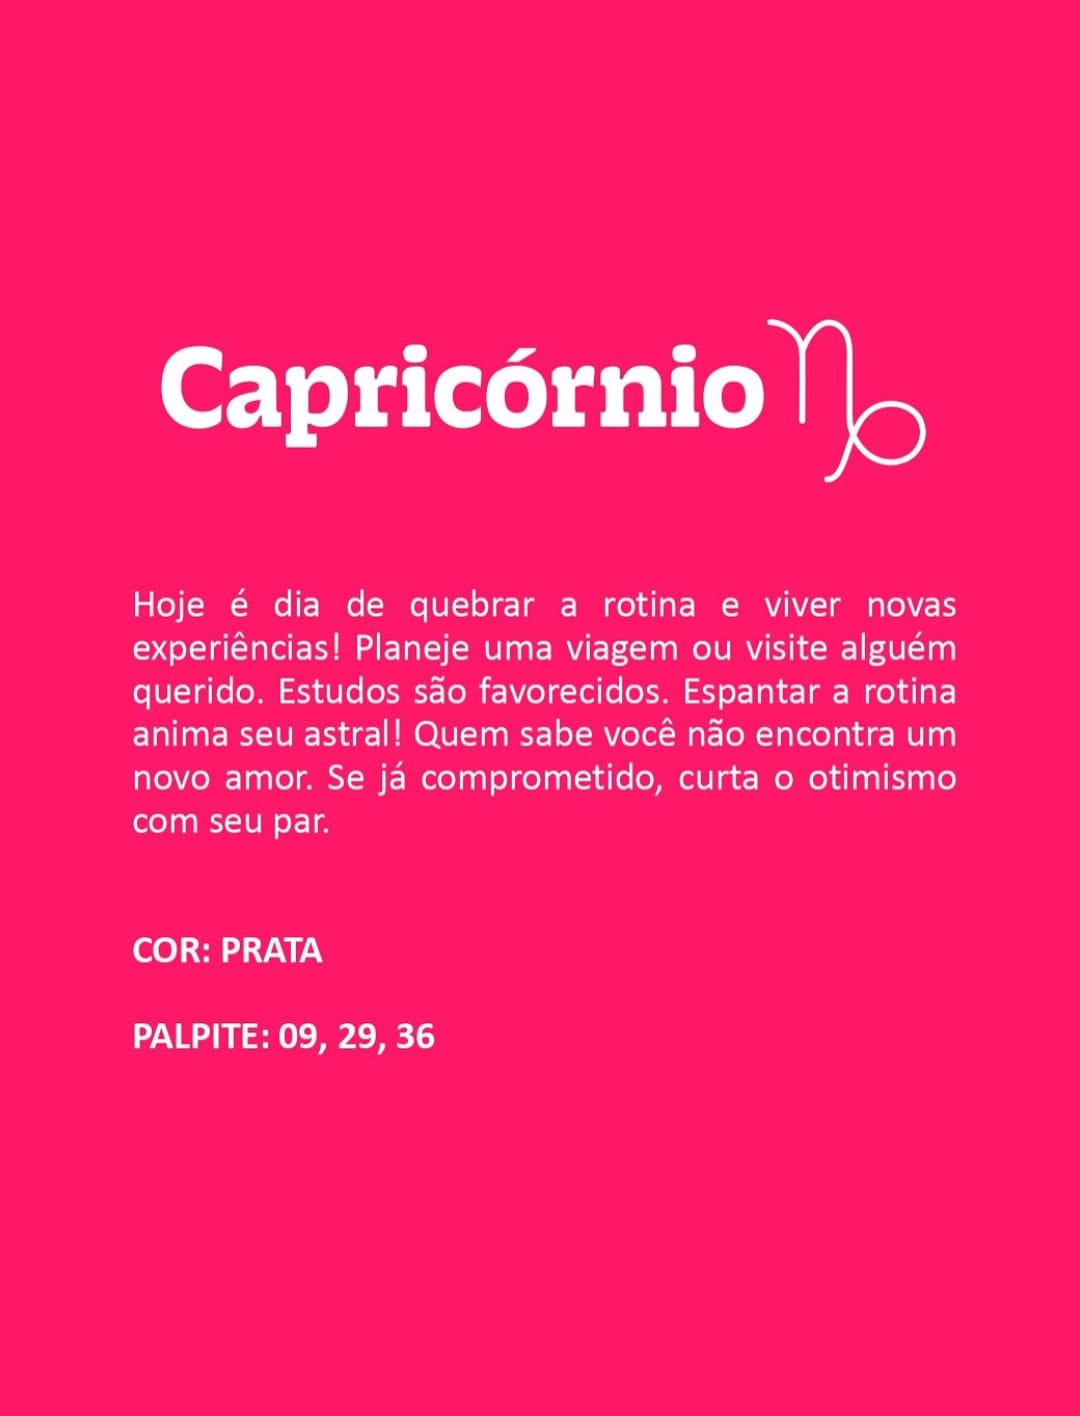 Capricórnio
Hoje é dia de quebrar a rotina e viver novas
experiências! Planeje uma viagem ou visite alguém
querido. Estudos são favorecidos. Espantar a rotina
anima seu astral! Quem sabe você não encontra um
novo amor. Se já comprometido, curta o otimismo
com seu par.
COR: PRATA
PALPITE: 09, 29, 36